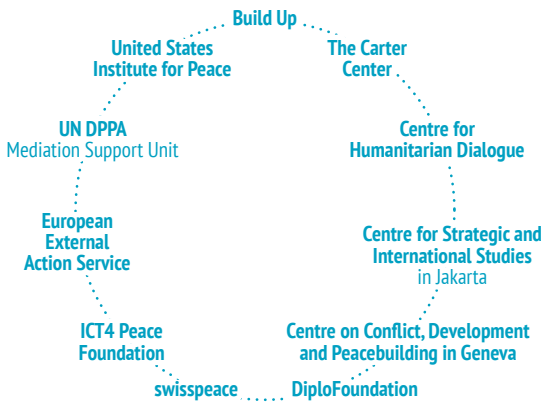 Build Up
United States
Institute for Peace
The Carter
Center
UN DPPA
Mediation Support Unit
Centre for
Humanitarian Dialogue
European
External
Action Service
Centre for Strategic and
International Studies
in Jakarta
ICT4 Peace
Foundation
Centre on Conflict, Development
and Peacebuilding in Geneva
swisspeace
DiploFoundation